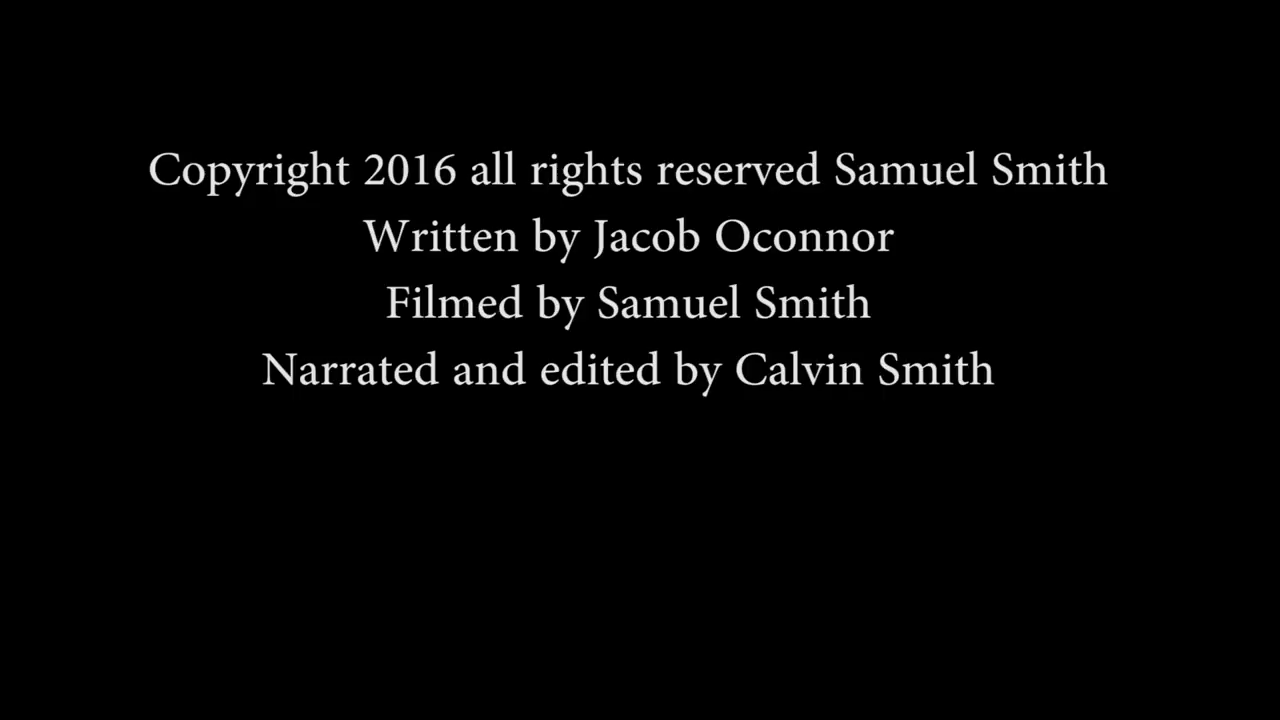 Copyright 2016 all rights reserved Samuel Smith
Written by Jacob Oconnor
Filmed by Samuel Smith
Narrated and edited by Calvin Smith